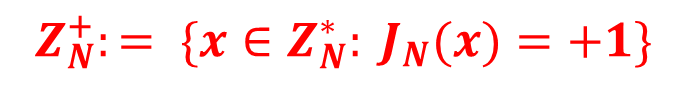 Z_N^+ := {x ∈ Z_N^*: J_N(x) = +1}